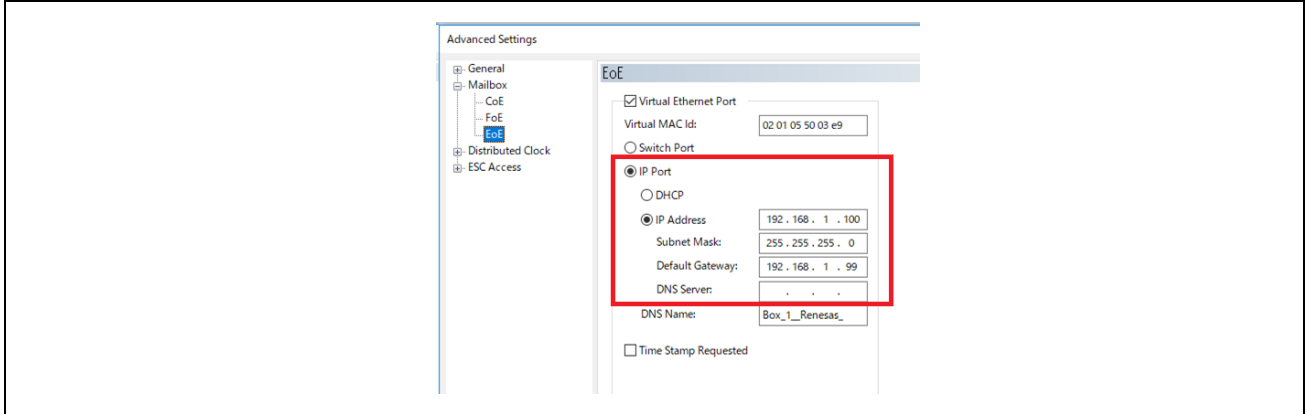 Advanced Settings
General
Mailbox
CoE
FoE
EoE
Distributed Clock
ESC Access
EoE
Virtual Ethernet Port
Virtual MAC Id: 02 01 05 50 03 e9
Switch Port
IP Port
DHCP
IP Address 192 . 168 . 1 . 100
Subnet Mask: 255 . 255 . 255 . 0
Default Gateway: 192 . 168 . 1 . 99
DNS Server: . . .
DNS Name: Box_1__Renesas_
Time Stamp Requested